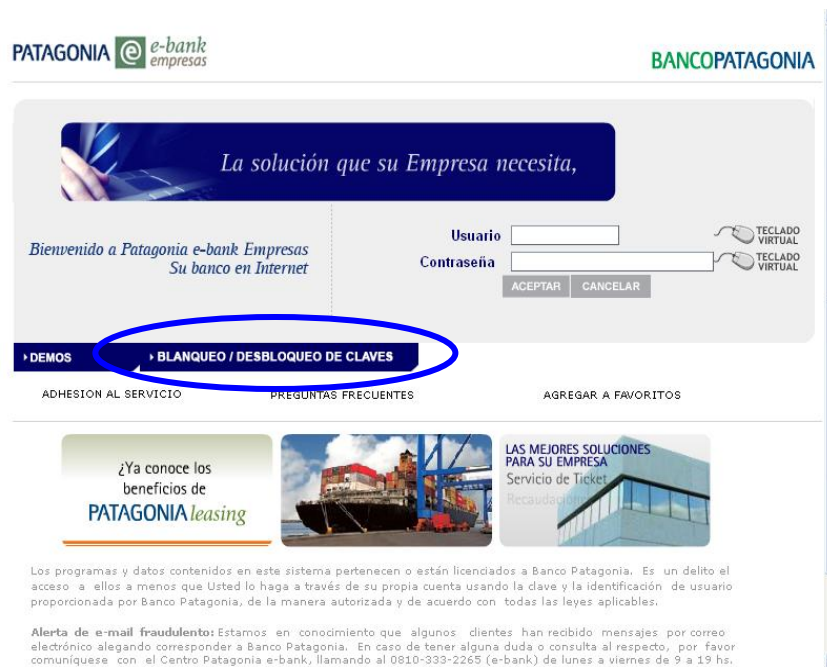 PATAGONIA e e-bank
empresas
BANCOPATAGONIA
La solución que su Empresa necesita,
Bienvenido a Patagonia e-bank Empresas
Su banco en Internet
Usuario
TECLADO
VIRTUAL
Contraseña
TECLADO
VIRTUAL
ACEPTAR CANCELAR
DEMOS BLANQUEO / DESBLOQUEO DE CLAVES
ADHESION AL SERVICIO PREGUNTAS FRECUENTES AGREGAR A FAVORITOS
¿Ya conoce los
beneficios de
PATAGONIA leasing
LAS MEJORES SOLUCIONES
PARA SU EMPRESA
Servicio de Ticket
Recaudacione
Los programas y datos contenidos en este sistema pertenecen o están licenciados a Banco Patagonia. Es un delito el
acceso a ellos a menos que Usted lo haga a través de su propia cuenta usando la clave y la identificación de usuario
proporcionada por Banco Patagonia, de la manera autorizada y de acuerdo con todas las leyes aplicables.
Alerta de e-mail fraudulento: Estamos en conocimiento que algunos clientes han recibido mensajes por correo
electrónico alegando corresponder a Banco Patagonia. En caso de tener alguna duda o consulta al respecto, por favor
comuníquese con el Centro Patagonia e-bank, llamando al 0810-333-2265 (e-bank) de lunes a viernes de 9 a 19 hs.